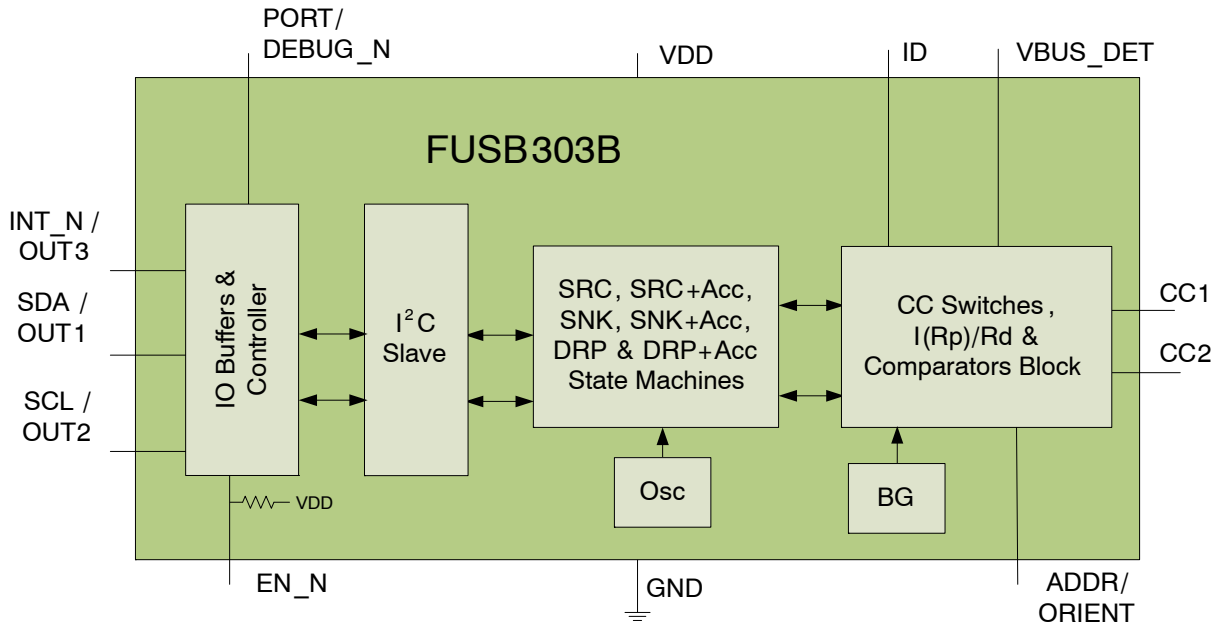 PORT/
DEBUG_N
VDD
ID
VBUS_DET
FUSB303B
INT_N /
OUT3
SDA /
OUT1
SCL /
OUT2
IO Buffers &
Controller
I²C
Slave
SRC, SRC+Acc,
SNK, SNK+Acc,
DRP & DRP+Acc
State Machines
CC Switches ,
I(Rp)/Rd &
Comparators Block
CC1
CC2
Osc
BG
VDD
EN_N
GND
ADDR/
ORIENT